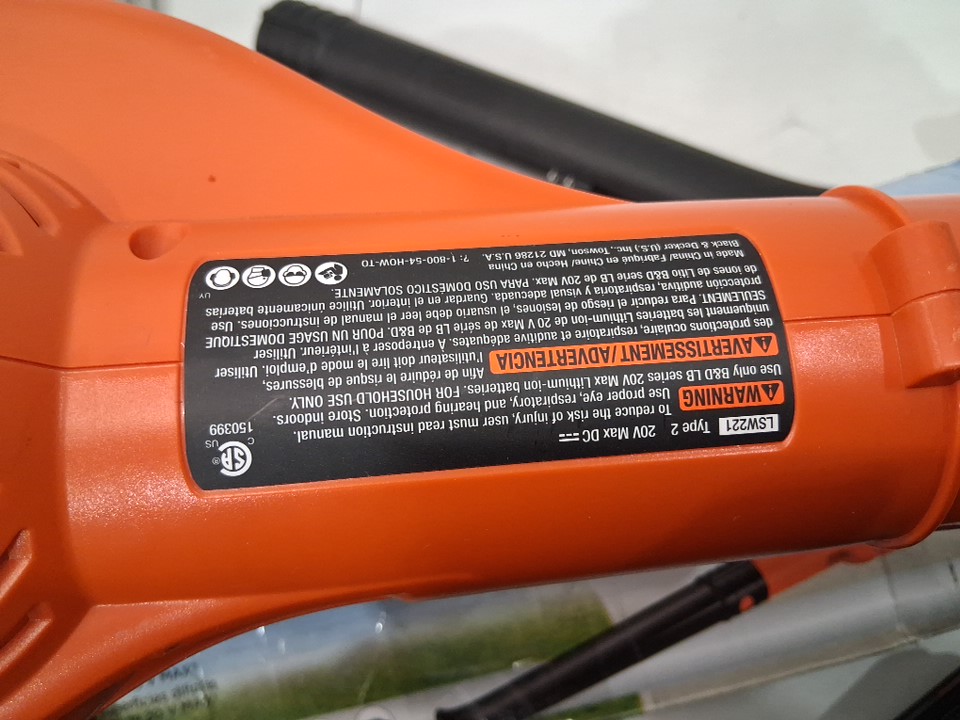 LSW221 Type 2 20V Max DC ⎓
WARNING To reduce the risk of injury, user must read instruction manual.
Use proper eye, respiratory, and hearing protection. Store indoors.
Use only B&D LB series 20V Max Lithium-ion batteries. FOR HOUSEHOLD USE ONLY.
AVERTISSEMENT/ADVERTENCIA Afin de réduire le risque de blessures,
l'utilisateur doit lire le mode d'emploi. Utiliser
des protections oculaire, respiratoire et auditive adéquates. À entreposer à l'intérieur. Utiliser
uniquement les batteries Lithium-ion de 20 V Max de série LB de B&D. POUR UN USAGE DOMESTIQUE
SEULEMENT. Para reducir el riesgo de lesiones, el usuario debe leer el manual de instrucciones. Use
protección auditiva, respiratoria y visual adecuada. Guardar en el interior. Utilice únicamente baterías
de iones de Litio B&D serie LB de 20V Max. PARA USO DOMÉSTICO SOLAMENTE.
Made in China/ Fabriqué en Chine/ Hecho en China
Black & Decker (U.S.) Inc., Towson, MD 21286 U.S.A. ? : 1-800-54-HOW-TO
SA ®
C US
150399
UY